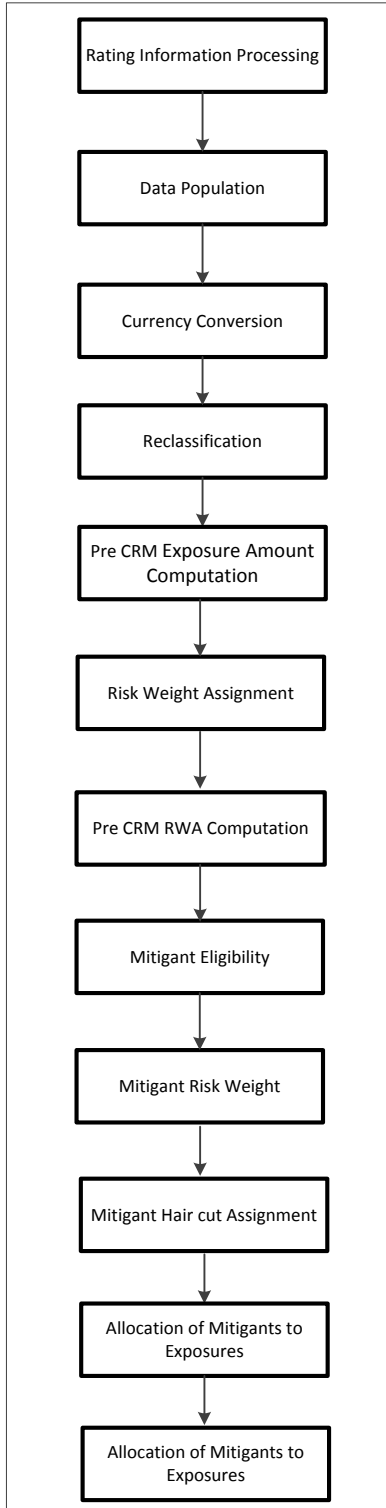 Rating Information Processing
Data Population
Currency Conversion
Reclassification
Pre CRM Exposure Amount
Computation
Risk Weight Assignment
Pre CRM RWA Computation
Mitigant Eligibility
Mitigant Risk Weight
Mitigant Hair cut Assignment
Allocation of Mitigants to
Exposures
Allocation of Mitigants to
Exposures